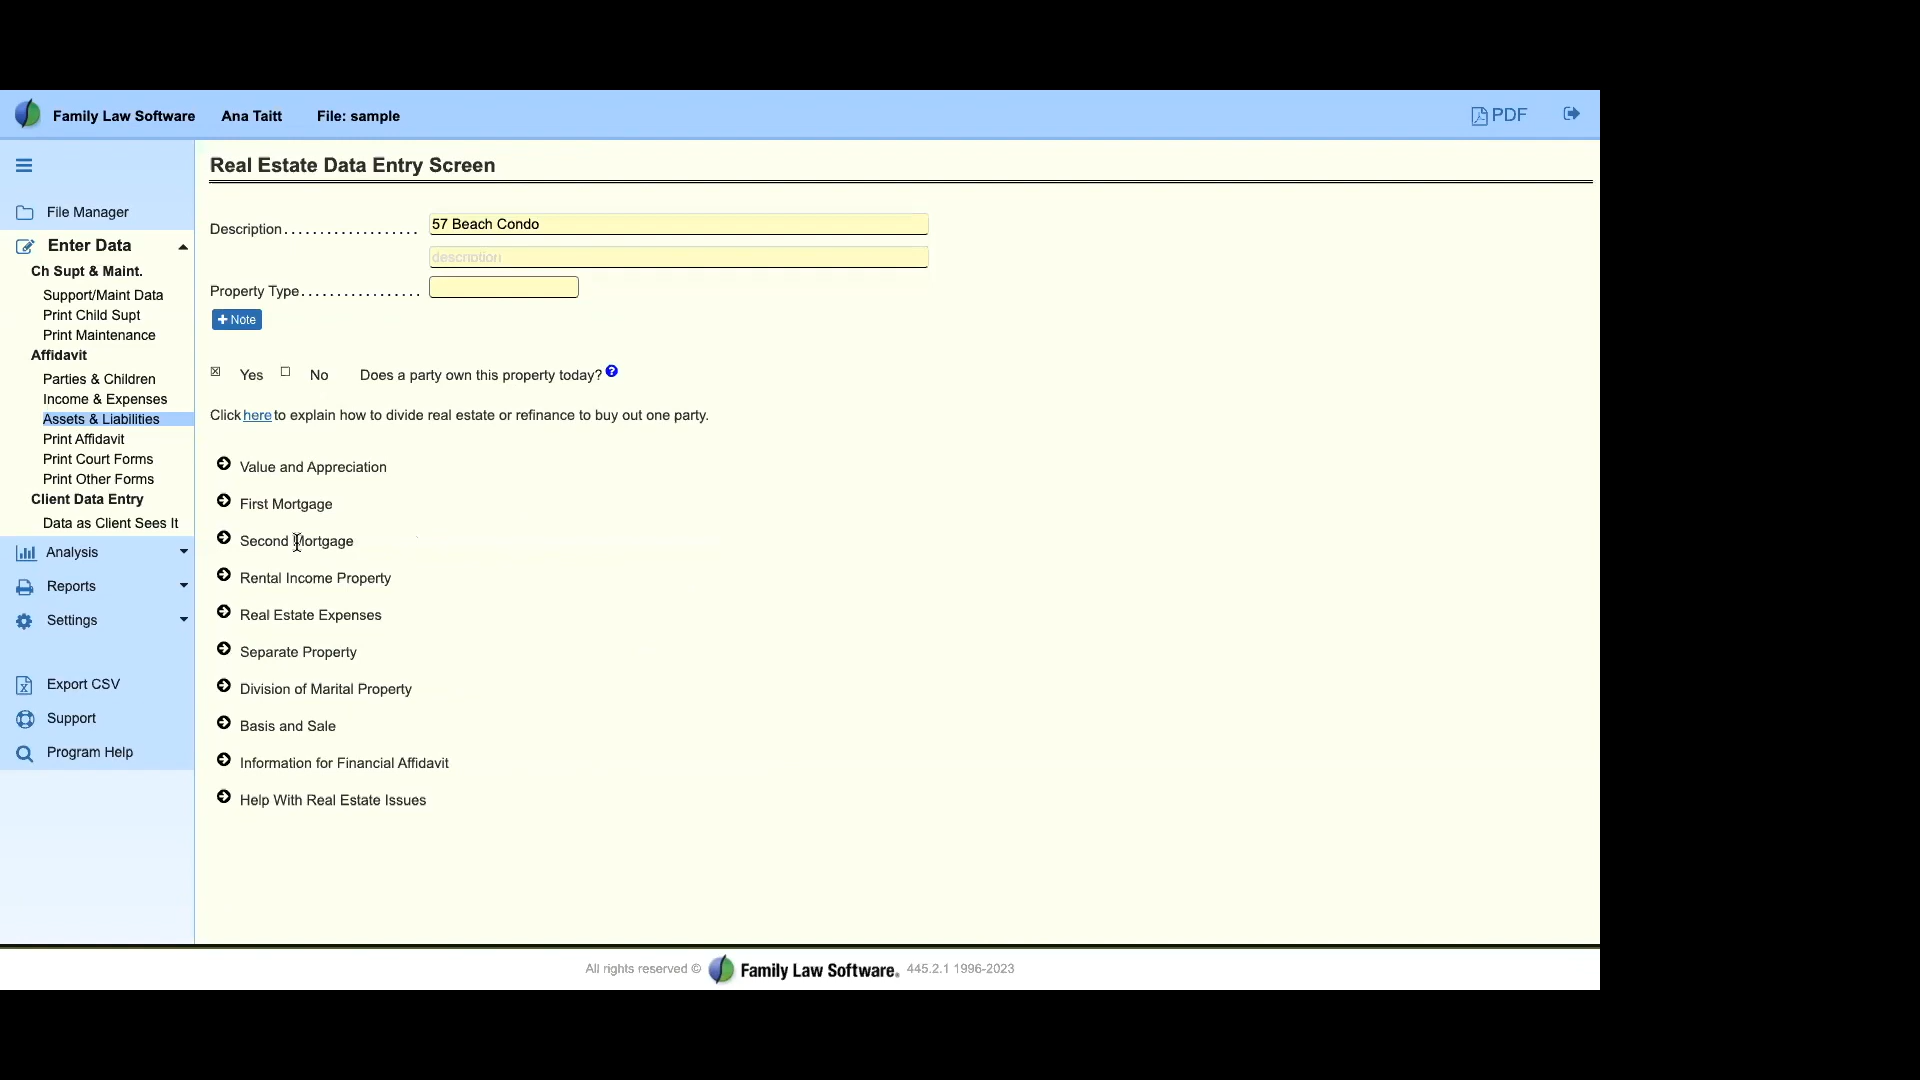 Family Law Software Ana Taitt File: sample PDF
Real Estate Data Entry Screen
File Manager
Enter Data
Ch Supt & Maint.
Support/Maint Data
Print Child Supt
Print Maintenance
Affidavit
Parties & Children
Income & Expenses
Assets & Liabilities
Print Affidavit
Print Court Forms
Print Other Forms
Client Data Entry
Data as Client Sees It
Analysis
Reports
Settings
Export CSV
Support
Program Help
Description................... 57 Beach Condo
description
Property Type.................
+ Note
Yes No Does a party own this property today? ?
Click here to explain how to divide real estate or refinance to buy out one party.
Value and Appreciation
First Mortgage
Second Mortgage
Rental Income Property
Real Estate Expenses
Separate Property
Division of Marital Property
Basis and Sale
Information for Financial Affidavit
Help With Real Estate Issues
All rights reserved © Family Law Software. 445.2.1 1996-2023